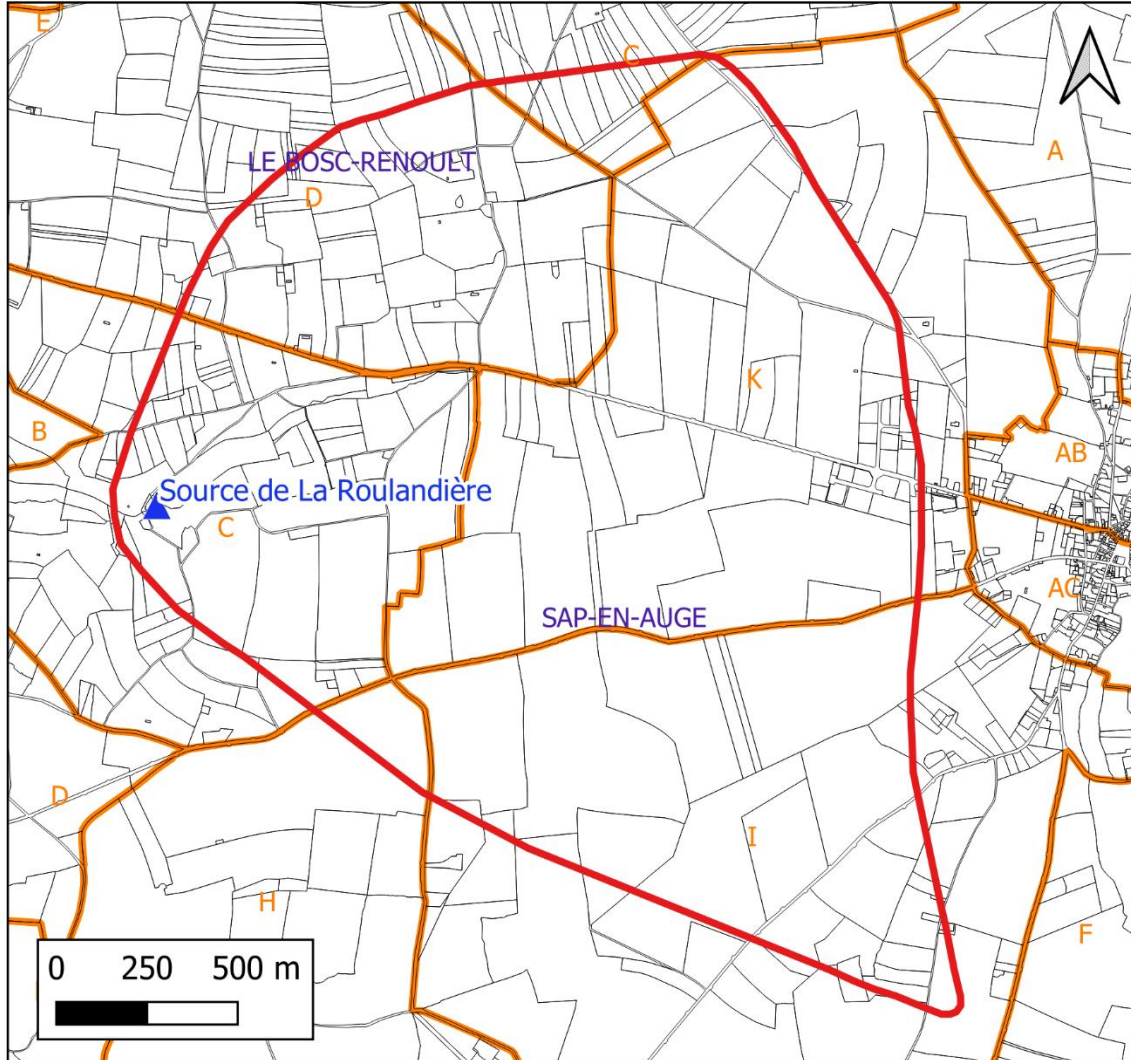 E
C
A
LE BOSC-RENOULT
D
K
B
AB
Source de La Roulandière
C
AC
SAP-EN-AUGE
D
I
H
F
0 250 500 m